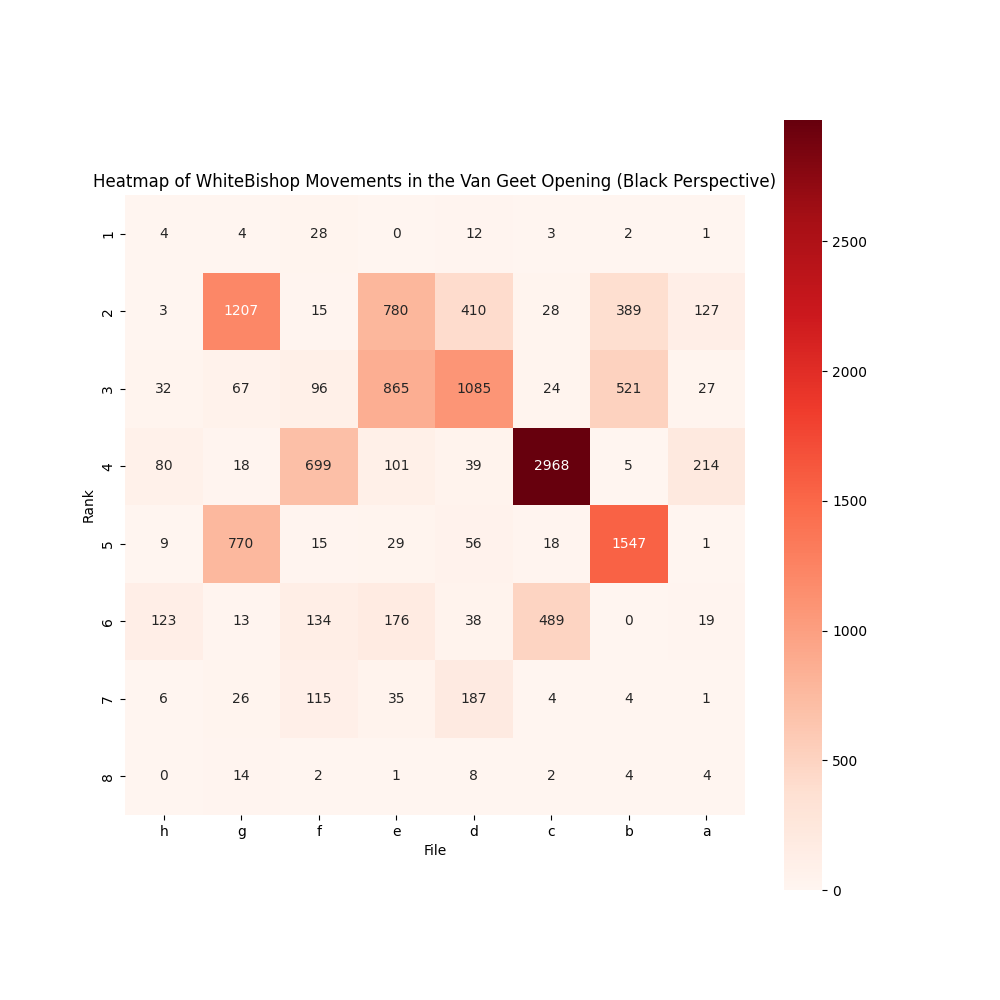 Heatmap of WhiteBishop Movements in the Van Geet Opening (Black Perspective)
1 4 4 28 0 12 3 2 1
2 3 1207 15 780 410 28 389 127
3 32 67 96 865 1085 24 521 27
4 80 18 699 101 39 2968 5 214
5 9 770 15 29 56 18 1547 1
6 123 13 134 176 38 489 0 19
7 6 26 115 35 187 4 4 1
8 0 14 2 1 8 2 4 4
h g f e d c b a
File
Rank
2500
2000
1500
1000
500
0